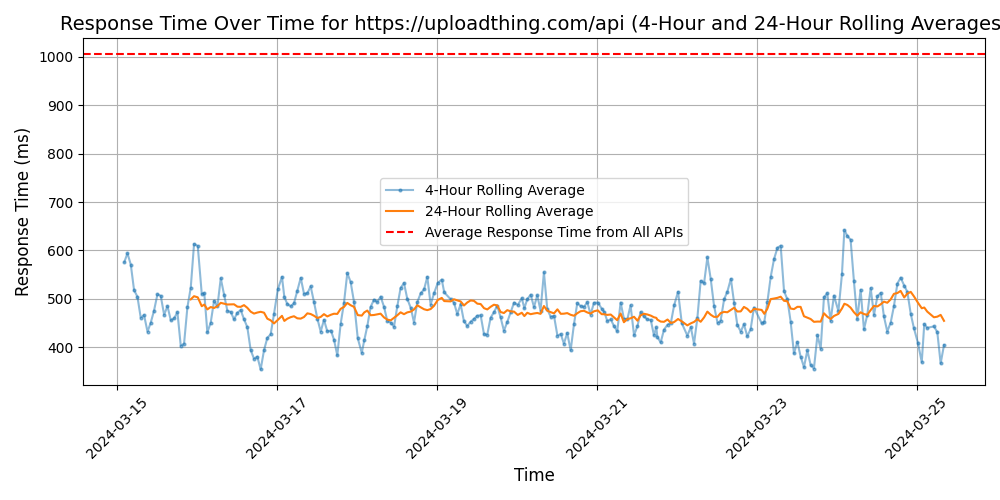 Response Time Over Time for https://uploadthing.com/api (4-Hour and 24-Hour Rolling Averages
Response Time (ms)
1000
900
800
700
600
500
400
4-Hour Rolling Average
24-Hour Rolling Average
Average Response Time from All APIs
2024-03-15
2024-03-17
2024-03-19
2024-03-21
2024-03-23
2024-03-25
Time